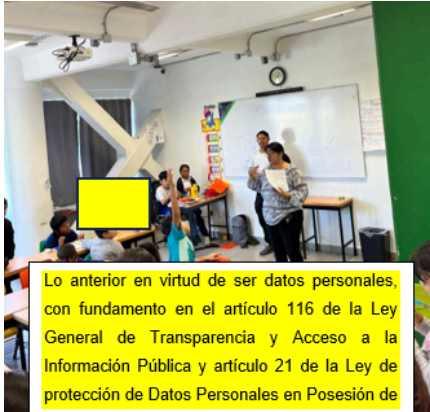 Lo anterior en virtud de ser datos personales,
con fundamento en el artículo 116 de la Ley
General de Transparencia y Acceso a la
Información Pública y artículo 21 de la Ley de
protección de Datos Personales en Posesión de